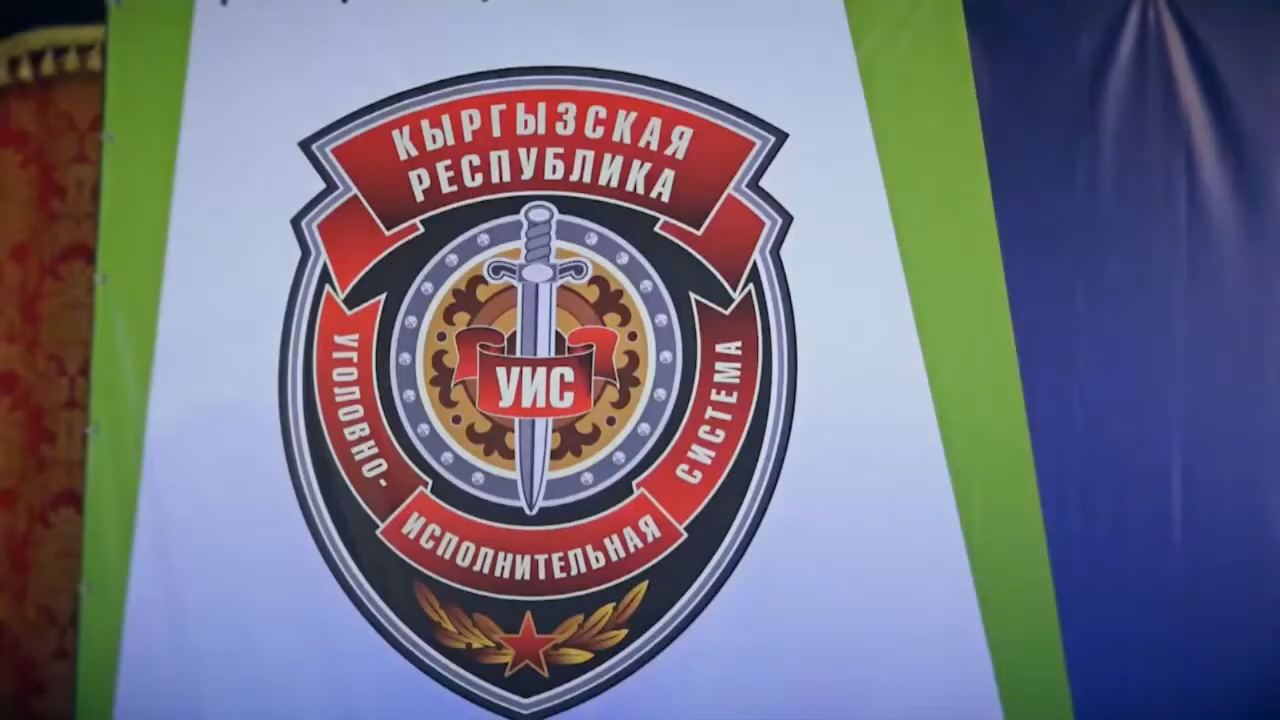 КЫРГЫЗСКАЯ
РЕСПУБЛИКА
УИС
УГОЛОВНО-
ИСПОЛНИТЕЛЬНАЯ
СИСТЕМА